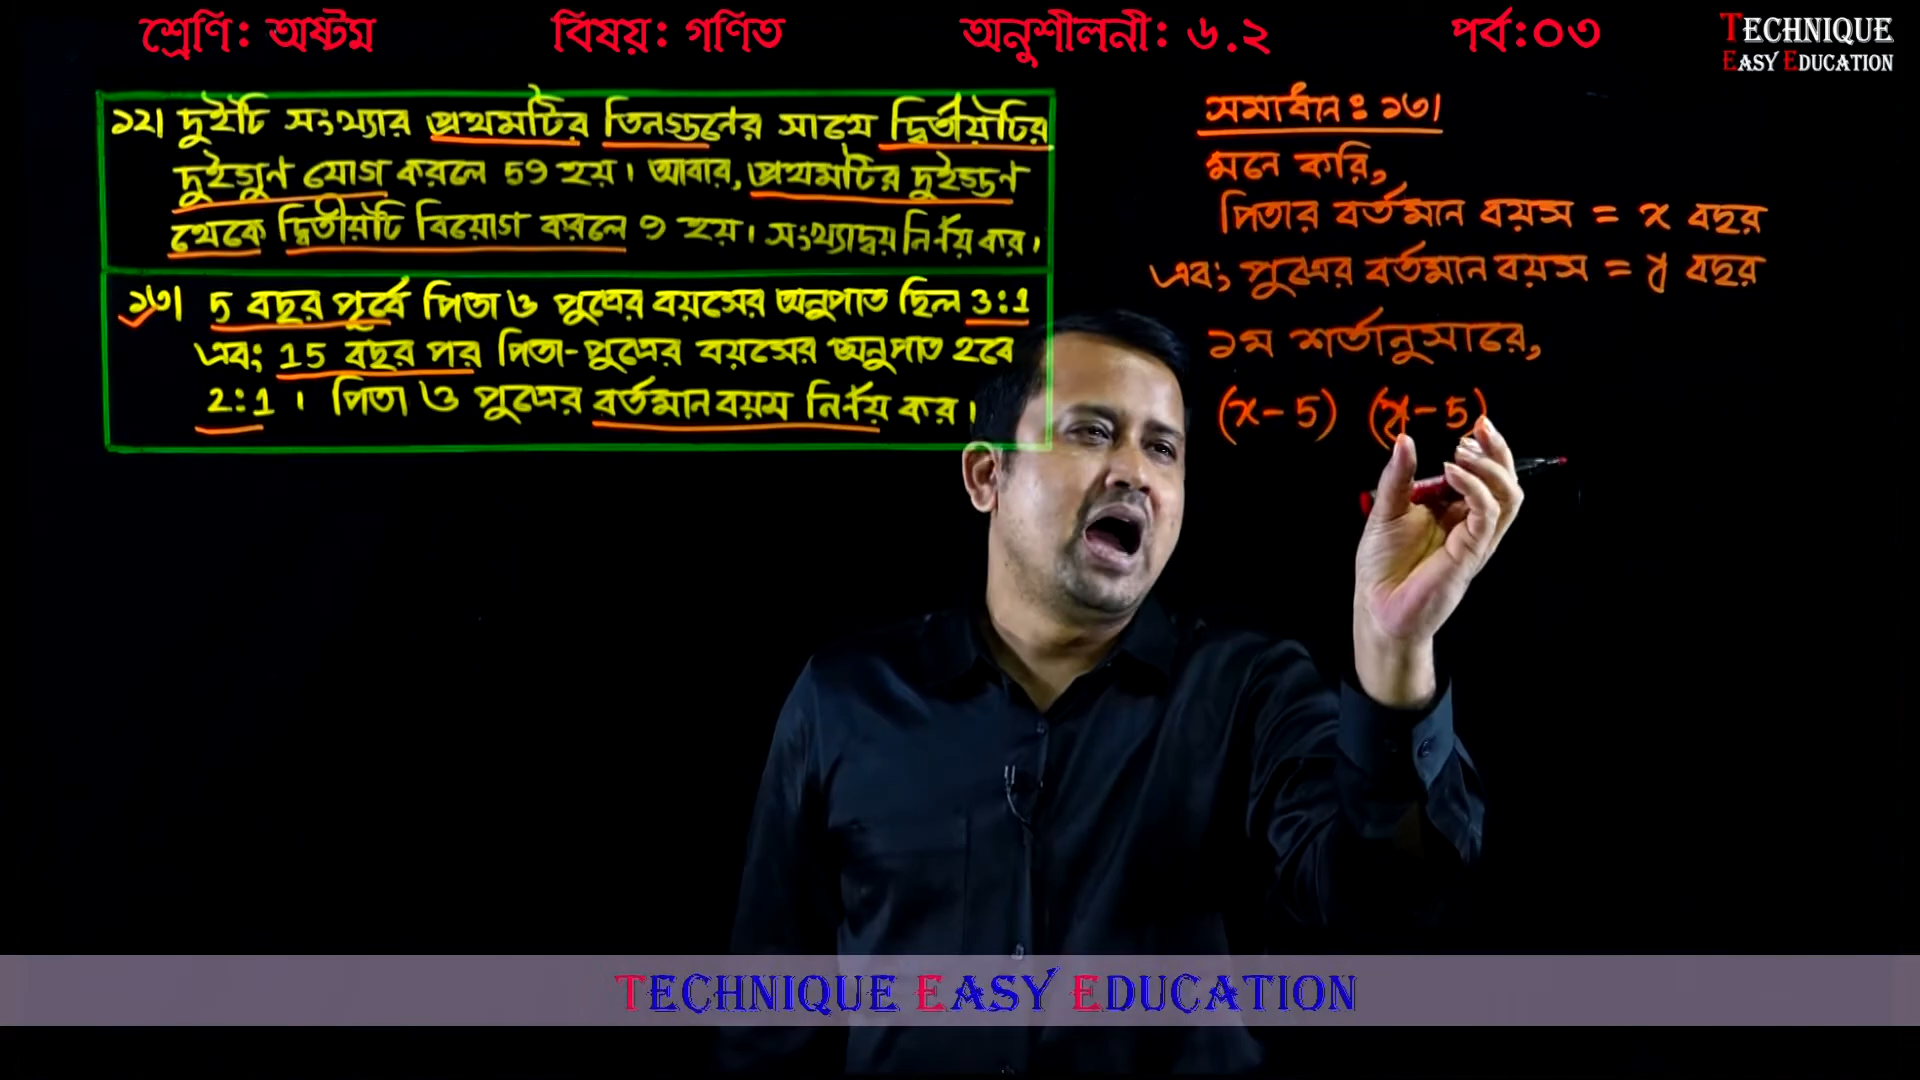 শ্রেণি: অষ্টম বিষয়: গণিত অনুশীলনী: ৬.২ পর্ব:০৩
TECHNIQUE
EASY EDUCATION
১২। দুইটি সংখ্যার প্রথমটির তিনগুণের সাথে দ্বিতীয়টির
দুইগুণ যোগ করলে 59 হয়। আবার, প্রথমটির দুইগুণ
থেকে দ্বিতীয়টি বিয়োগ করলে 9 হয়। সংখ্যাদ্বয় নির্ণয় কর।
১৩। 5 বছর পূর্বে পিতা ও পুত্রের বয়সের অনুপাত ছিল 3:1
এবং 15 বছর পর পিতা-পুত্রের বয়সের অনুপাত হবে
2:1 । পিতা ও পুত্রের বর্তমান বয়স নির্ণয় কর।
সমাধান: ১৩।
মনে করি,
পিতার বর্তমান বয়স = x বছর
এবং পুত্রের বর্তমান বয়স = y বছর
১ম শর্তানুসারে,
(x-5) (y-5)
TECHNIQUE EASY EDUCATION